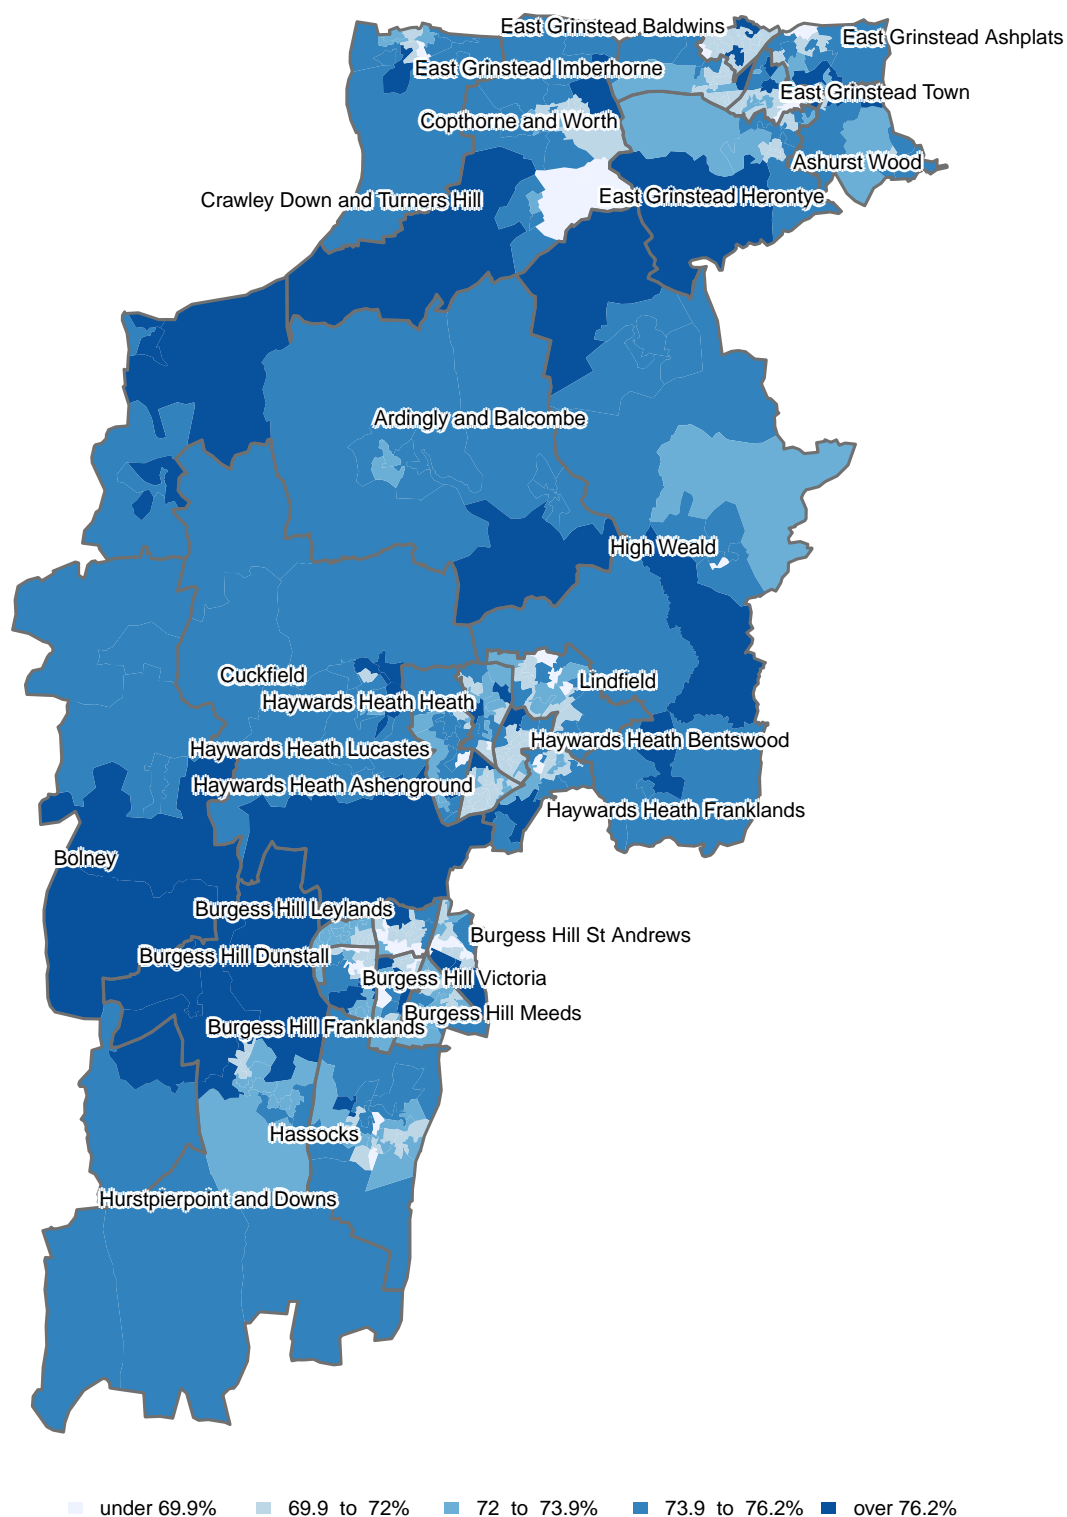 East Grinstead Baldwins
East Grinstead Ashplats
East Grinstead Imberhorne
East Grinstead Town
Copthorne and Worth
Ashurst Wood
East Grinstead Herontye
Crawley Down and Turners Hill
Ardingly and Balcombe
High Weald
Cuckfield
Lindfield
Haywards Heath Heath
Haywards Heath Bentswood
Haywards Heath Lucastes
Haywards Heath Ashenground
Haywards Heath Franklands
Bolney
Burgess Hill Leylands
Burgess Hill St Andrews
Burgess Hill Dunstall
Burgess Hill Victoria
Burgess Hill Meeds
Burgess Hill Franklands
Hassocks
Hurstpierpoint and Downs
under 69.9% 69.9 to 72% 72 to 73.9% 73.9 to 76.2% over 76.2%